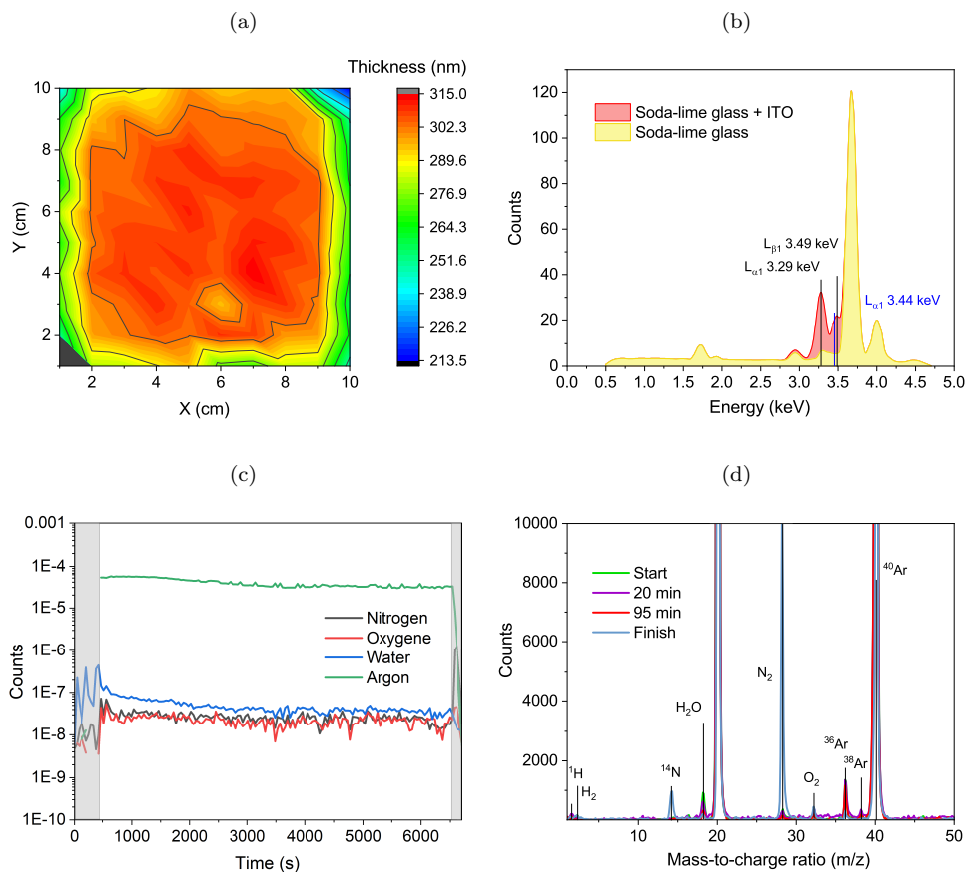 (a)
Thickness (nm)
315.0
302.3
289.6
276.9
264.3
251.6
238.9
226.2
213.5
10
8
6
4
2
Y (cm)
2 4 6 8 10
X (cm)
(b)
120
100
80
60
40
20
0
Counts
Soda-lime glass + ITO
Soda-lime glass
Lβ1 3.49 keV
Lα1 3.29 keV
Lα1 3.44 keV
0.0 0.5 1.0 1.5 2.0 2.5 3.0 3.5 4.0 4.5 5.0
Energy (keV)
(c)
0.001
1E-4
1E-5
1E-6
1E-7
1E-8
1E-9
1E-10
Counts
Nitrogen
Oxygene
Water
Argon
0 1000 2000 3000 4000 5000 6000
Time (s)
(d)
10000
8000
6000
4000
2000
Counts
Start
20 min
95 min
Finish
¹H
H₂
¹⁴N
H₂O
N₂
O₂
³⁶Ar
³⁸Ar
⁴⁰Ar
10 20 30 40 50
Mass-to-charge ratio (m/z)